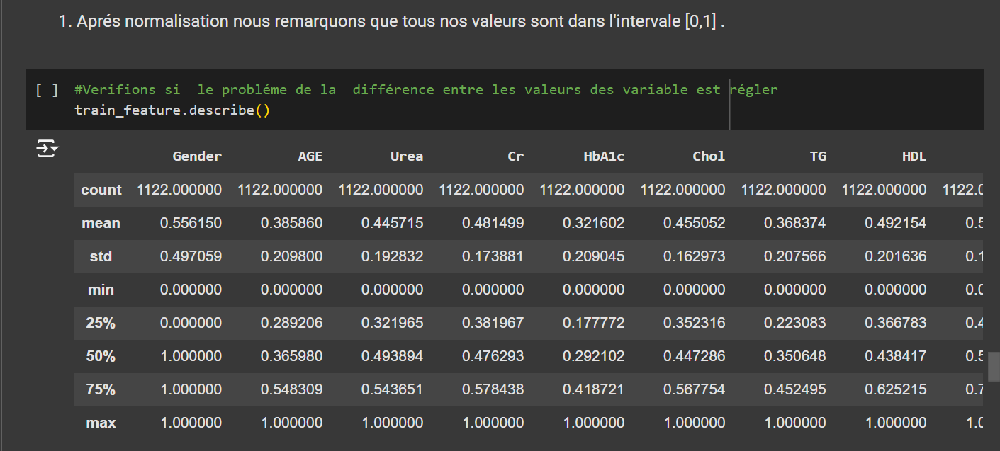 1. Aprés normalisation nous remarquons que tous nos valeurs sont dans l'intervale [0,1] .
[ ] #Verifions si  le probléme de la  différence entre les valeurs des variable est régler
train_feature.describe()
Gender AGE Urea Cr HbA1c Chol TG HDL
count 1122.000000 1122.000000 1122.000000 1122.000000 1122.000000 1122.000000 1122.000000 1122.000000 1122.0
mean 0.556150 0.385860 0.445715 0.481499 0.321602 0.455052 0.368374 0.492154 0.5
std 0.497059 0.209800 0.192832 0.173881 0.209045 0.162973 0.207566 0.201636 0.1
min 0.000000 0.000000 0.000000 0.000000 0.000000 0.000000 0.000000 0.000000 0.0
25% 0.000000 0.289206 0.321965 0.381967 0.177772 0.352316 0.223083 0.366783 0.4
50% 1.000000 0.365980 0.493894 0.476293 0.292102 0.447286 0.350648 0.438417 0.5
75% 1.000000 0.548309 0.543651 0.578438 0.418721 0.567754 0.452495 0.625215 0.7
max 1.000000 1.000000 1.000000 1.000000 1.000000 1.000000 1.000000 1.000000 1.0